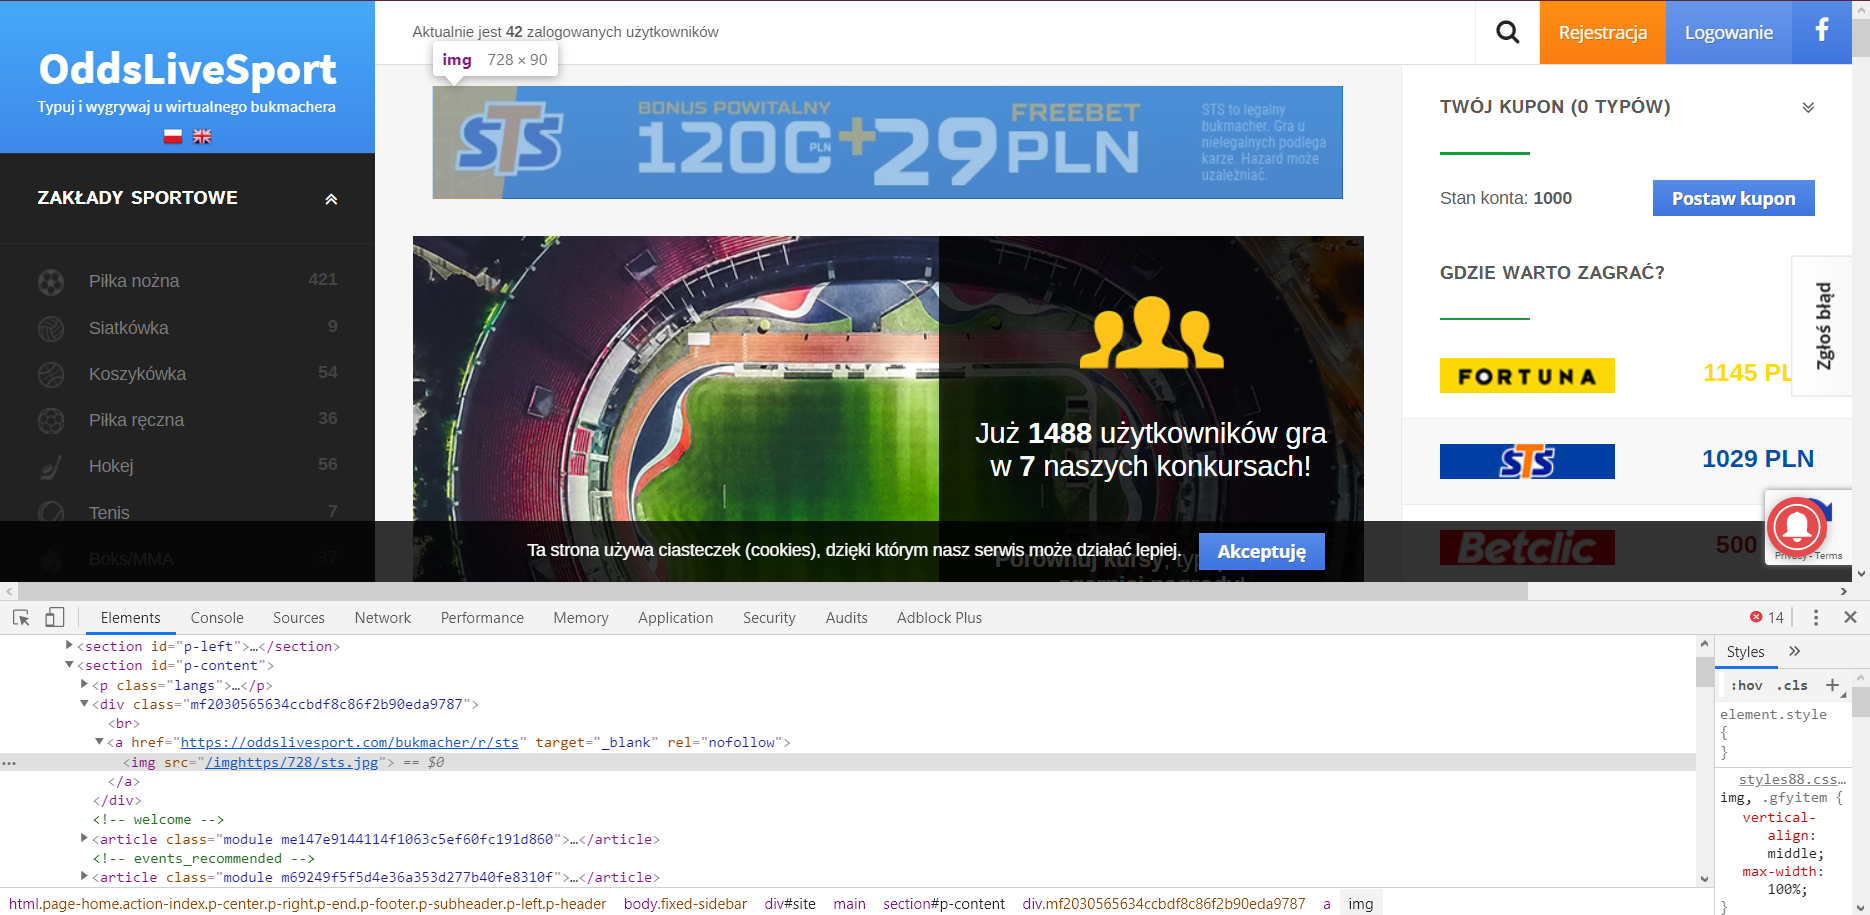 OddsLiveSport
Typuj i wygrywaj u wirtualnego bukmachera
ZAKŁADY SPORTOWE
Piłka nożna 421
Siatkówka 9
Koszykówka 54
Piłka ręczna 36
Hokej 56
Tenis 7
Boks/MMA 37
Aktualnie jest 42 zalogowanych użytkowników
img 728 × 90
STS
BONUS POWITALNY
120C PLN + 29 PLN
FREEBET
STS to legalny
bukmacher. Gra u
nielegalnych podlega
karze. Hazard może
uzależniać.
Rejestracja
Logowanie
f
Już 1488 użytkowników gra
w 7 naszych konkursach!
Porównuj kursy,
TWÓJ KUPON (0 TYPÓW)
Stan konta: 1000
Postaw kupon
GDZIE WARTO ZAGRAĆ?
FORTUNA 1145 PL
STS 1029 PLN
Betclic 500
Zgłoś błąd
Privacy - Terms
Ta strona używa ciasteczek (cookies), dzięki którym nasz serwis może działać lepiej. Akceptuję
Elements Console Sources Network Performance Memory Application Security Audits Adblock Plus 14
<section id="p-left">…</section>
<section id="p-content">
<p class="langs">…</p>
<div class="mf2030565634ccbdf8c86f2b90eda9787">
<br>
<a href="https://oddslivesport.com/bukmacher/r/sts" target="_blank" rel="nofollow">
<img src="/imghttps/728/sts.jpg"> == $0
</a>
</div>
<!-- welcome -->
<article class="module me147e9144114f1063c5ef60fc191d860">…</article>
<!-- events_recommended -->
<article class="module m69249f5f5d4e36a353d277b40fe8310f">…</article>
html.page-home.action-index.p-center.p-right.p-end.p-footer.p-subheader.p-left.p-header body.fixed-sidebar div#site main section#p-content div.mf2030565634ccbdf8c86f2b90eda9787 a img
Styles
:hov .cls +
element.style
{
}
styles88.css…
img, .gfyitem {
vertical-
align:
middle;
max-width:
100%;
}